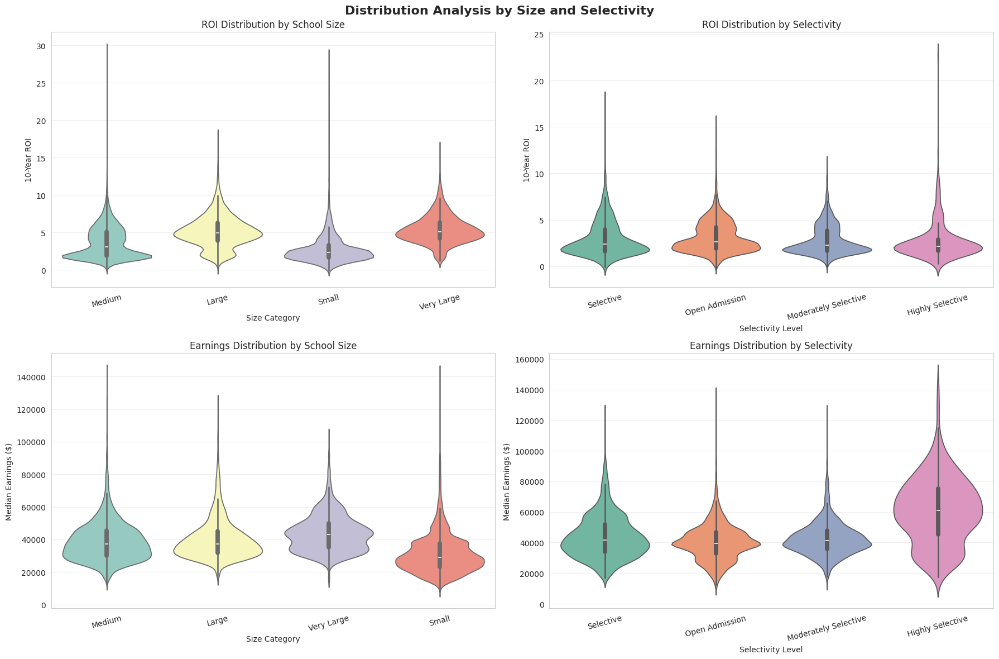 Distribution Analysis by Size and Selectivity
ROI Distribution by School Size
30
25
20
15
10
5
0
10-Year ROI
Medium
Large
Small
Very Large
Size Category
ROI Distribution by Selectivity
25
20
15
10
5
0
10-Year ROI
Selective
Open Admission
Moderately Selective
Highly Selective
Selectivity Level
Earnings Distribution by School Size
140000
120000
100000
80000
60000
40000
20000
0
Median Earnings ($)
Medium
Large
Very Large
Small
Size Category
Earnings Distribution by Selectivity
160000
140000
120000
100000
80000
60000
40000
20000
0
Median Earnings ($)
Selective
Open Admission
Moderately Selective
Highly Selective
Selectivity Level